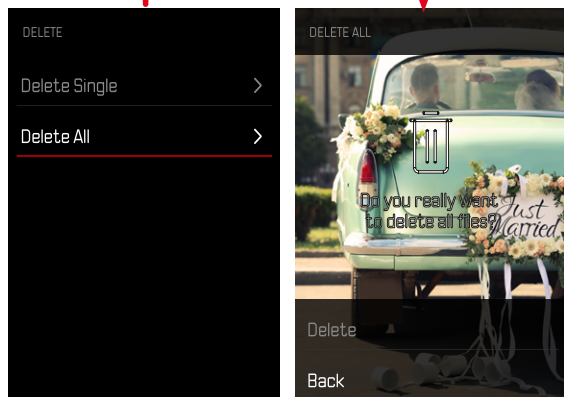 DELETE
Delete Single
Delete All
DELETE ALL
Do you really want
to delete all files?
Just
Married
Delete
Back